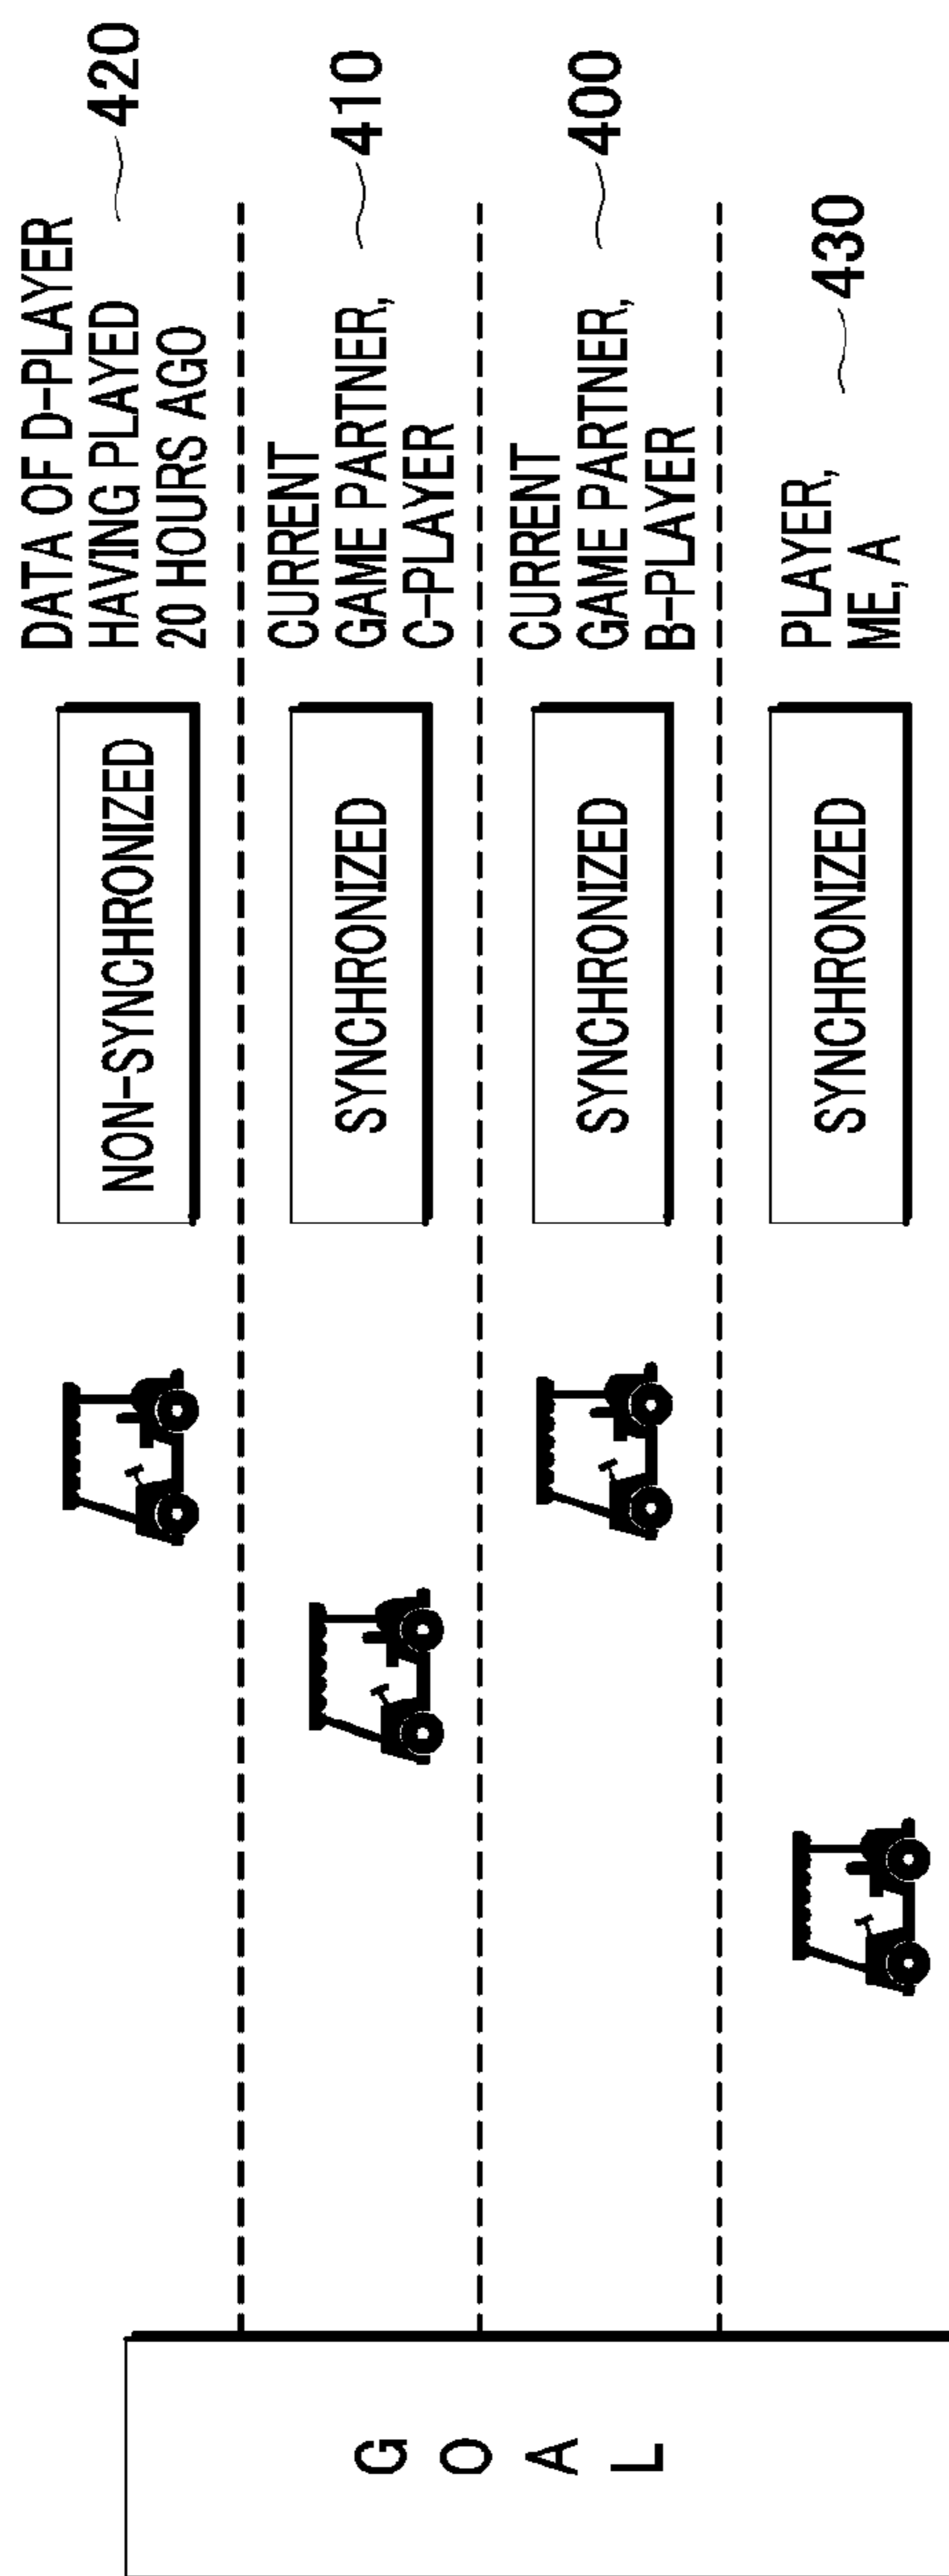 G O A L
NON-SYNCHRONIZED
DATA OF D-PLAYER
HAVING PLAYED
20 HOURS AGO
420
SYNCHRONIZED
CURRENT
GAME PARTNER,
C-PLAYER
410
SYNCHRONIZED
CURRENT
GAME PARTNER,
B-PLAYER
400
SYNCHRONIZED
PLAYER,
ME, A
430